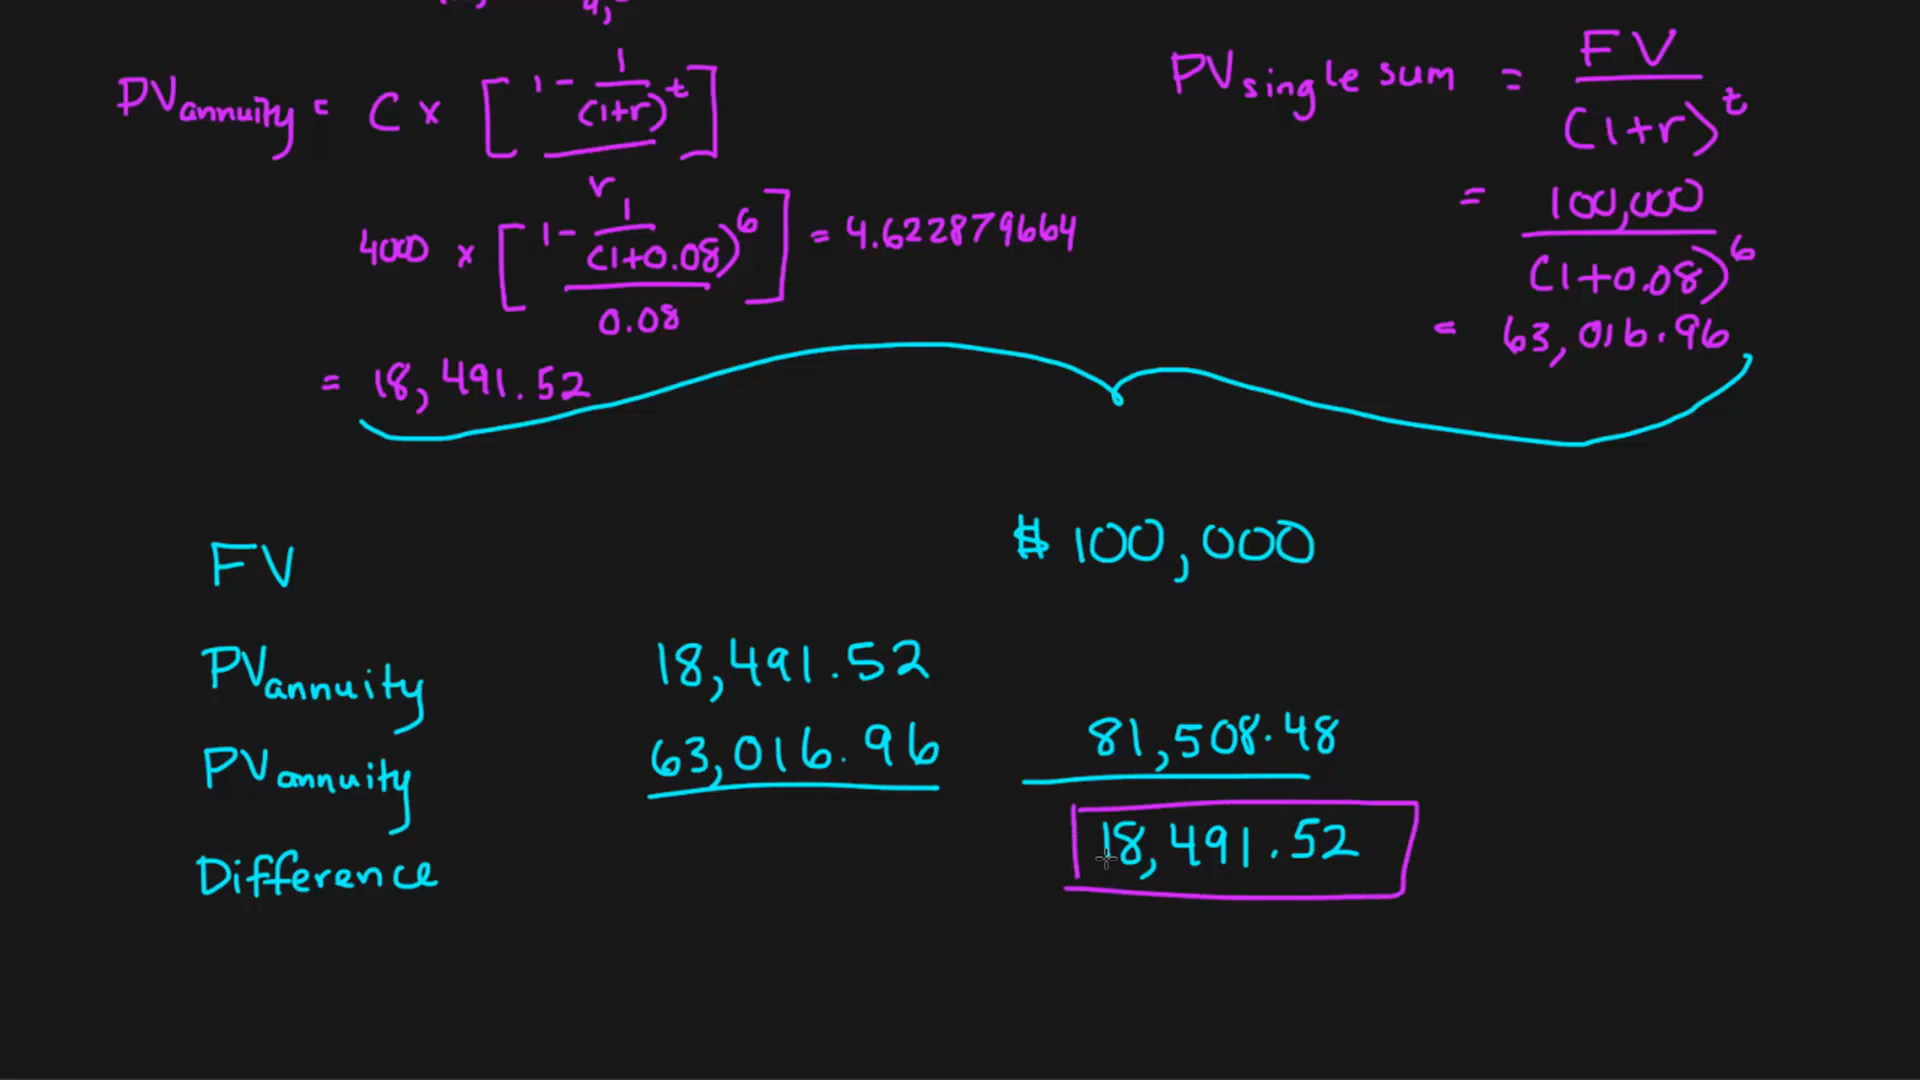 PVannuity = C x [1 - 1/(1+r)^t / r]
4000 x [1 - 1/(1+0.08)^6 / 0.08] = 4.622879664
= 18,491.52
PVsingle sum = FV / (1+r)^t
= 100,000 / (1+0.08)^6
= 63,016.96
FV $100,000
PVannuity 18,491.52
PVannuity 63,016.96 81,508.48
Difference 18,491.52